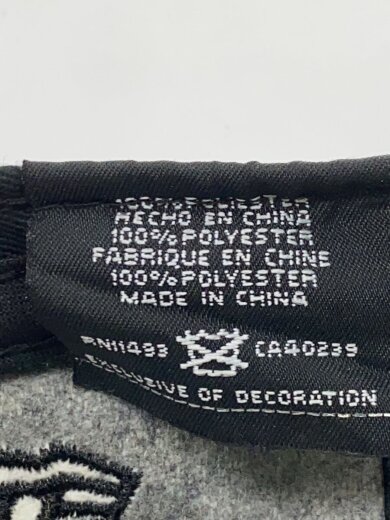 100% POLYESTER
HECHO EN CHINA
100% POLYESTER
FABRIQUE EN CHINE
100% POLYESTER
MADE IN CHINA
RN11493 CA40239
EXCLUSIVE OF DECORATION